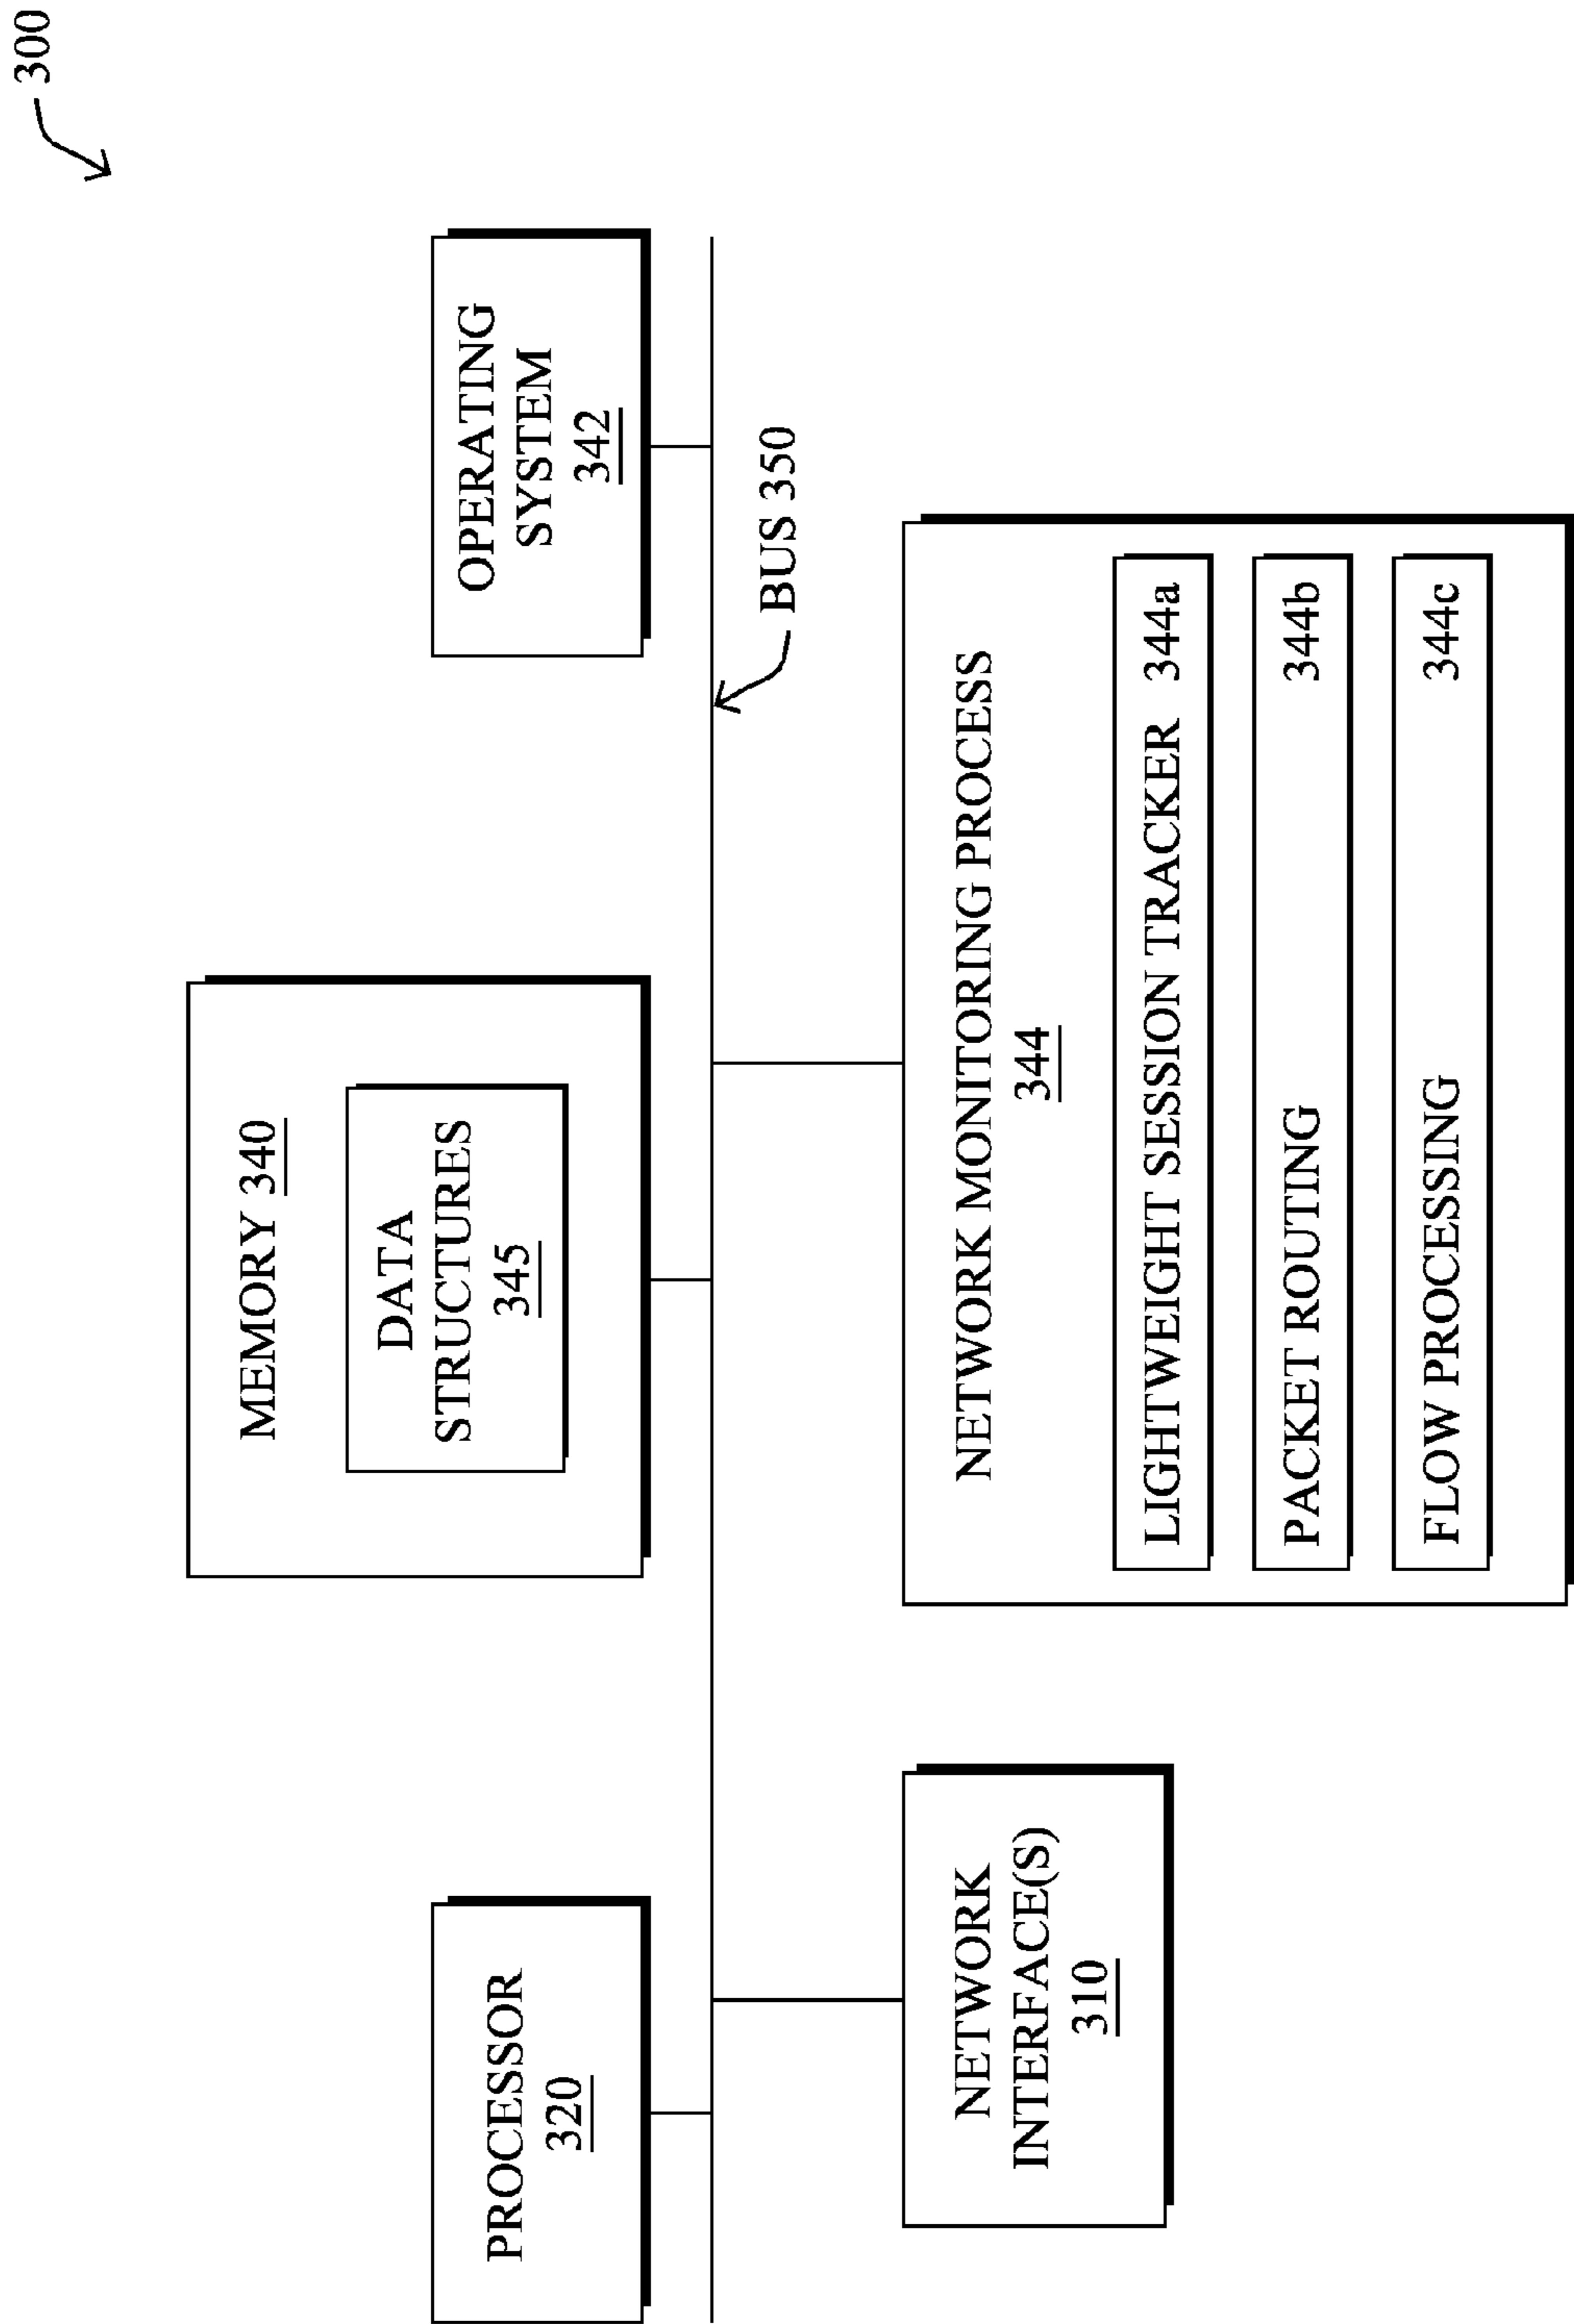 300
PROCESSOR
320
MEMORY 340
DATA
STRUCTURES
345
OPERATING
SYSTEM
342
BUS 350
NETWORK
INTERFACE(S)
310
NETWORK MONITORING PROCESS
344
LIGHTWEIGHT SESSION TRACKER 344a
PACKET ROUTING 344b
FLOW PROCESSING 344c